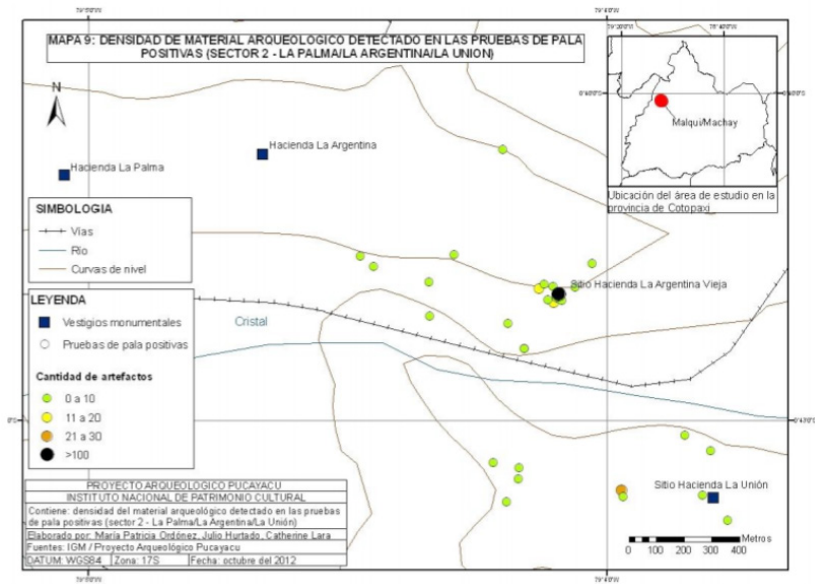 MAPA 9: DENSIDAD DE MATERIAL ARQUEOLOGICO DETECTADO EN LAS PRUEBAS DE PALA
POSITIVAS (SECTOR 2 - LA PALMA/LA ARGENTINA/LA UNION)
N
Hacienda La Palma
Hacienda La Argentina
Malqui/Machay
Ubicación del área de estudio en la
provincia de Cotopaxi
SIMBOLOGIA
Vías
Río
Curvas de nivel
Sitio Hacienda La Argentina Vieja
LEYENDA
Vestigios monumentales
Pruebas de pala positivas
Cristal
Cantidad de artefactos
0 a 10
11 a 20
21 a 30
>100
Sitio Hacienda La Unión
0 100 200 300 400 Metros
PROYECTO ARQUEOLOGICO PUCAYACU
INSTITUTO NACIONAL DE PATRIMONIO CULTURAL
Contiene: densidad del material arqueológico detectado en las pruebas
de pala positivas (sector 2 - La Palma/La Argentina/La Unión)
Elaborado por: María Patricia Ordóñez, Julio Hurtado, Catherine Lara
Fuentes: IGM / Proyecto Arqueológico Pucayacu
DATUM: WGS84 Zona: 17S Fecha: octubre del 2012